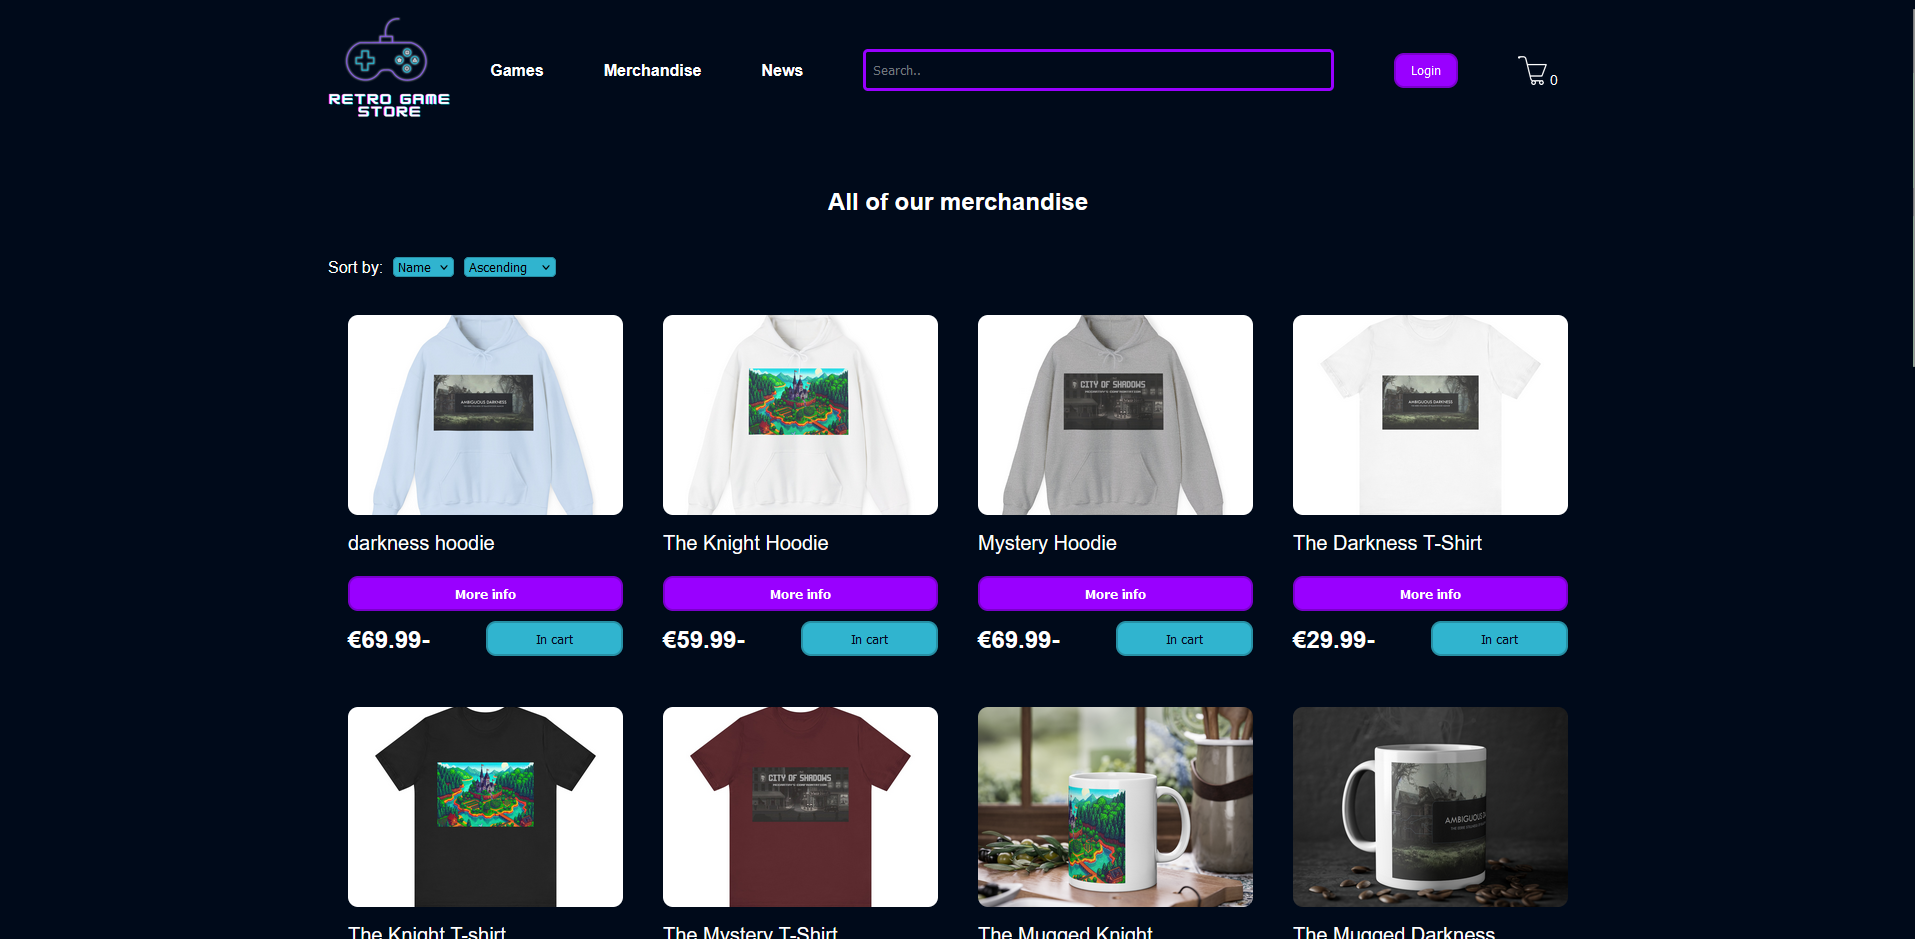 RETRO GAME
STORE
Games
Merchandise
News
Search..
Login
0
All of our merchandise
Sort by:
Name
Ascending
AMBIGUOUS DARKNESS
CITY OF SHADOWS
AMBIGUOUS DARKNESS
darkness hoodie
The Knight Hoodie
Mystery Hoodie
The Darkness T-Shirt
More info
More info
More info
More info
€69.99-
In cart
€59.99-
In cart
€69.99-
In cart
€29.99-
In cart
CITY OF SHADOWS
AMBIGUOUS
The Knight T-shirt
The Mystery T-Shirt
The Mugged Knight
The Mugged Darkness